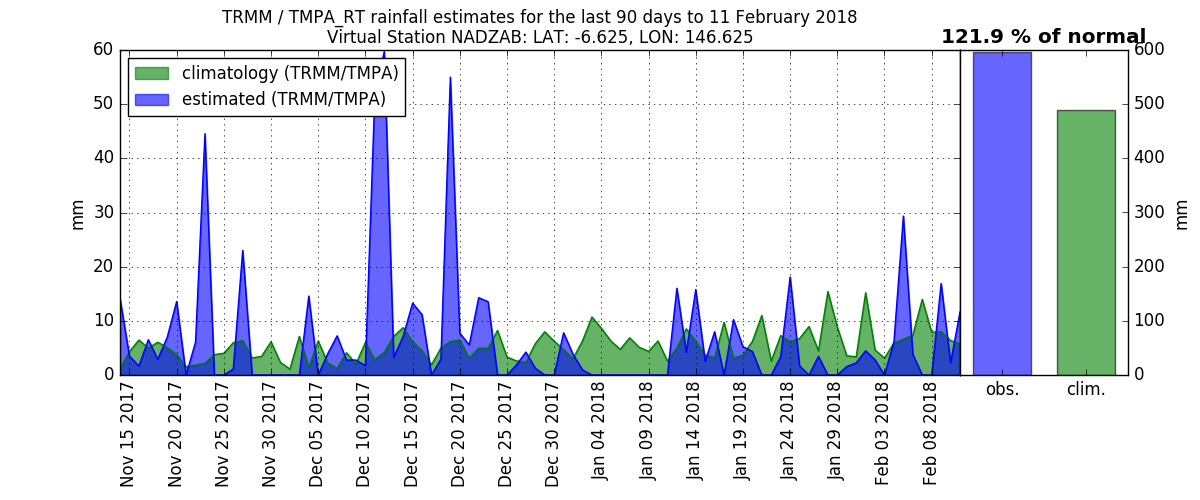 TRMM / TMPA_RT rainfall estimates for the last 90 days to 11 February 2018
Virtual Station NADZAB: LAT: -6.625, LON: 146.625
121.9 % of normal
climatology (TRMM/TMPA)
estimated (TRMM/TMPA)
60
50
40
30
20
10
0
mm
Nov 15 2017
Nov 20 2017
Nov 25 2017
Nov 30 2017
Dec 05 2017
Dec 10 2017
Dec 15 2017
Dec 20 2017
Dec 25 2017
Dec 30 2017
Jan 04 2018
Jan 09 2018
Jan 14 2018
Jan 19 2018
Jan 24 2018
Jan 29 2018
Feb 03 2018
Feb 08 2018
obs.
clim.
600
500
400
300
200
100
0
mm